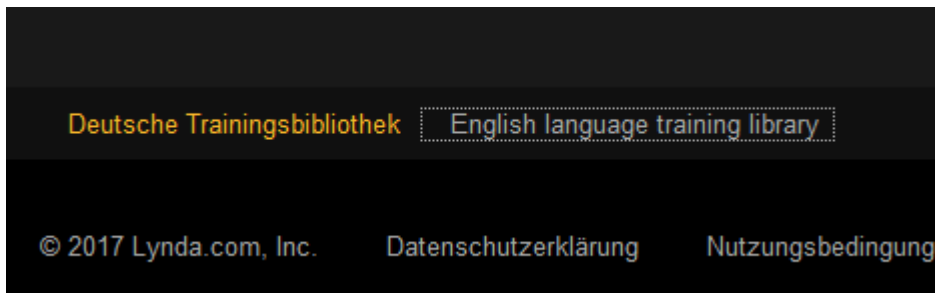 Deutsche Trainingsbibliothek English language training library
© 2017 Lynda.com, Inc. Datenschutzerklärung Nutzungsbedingung